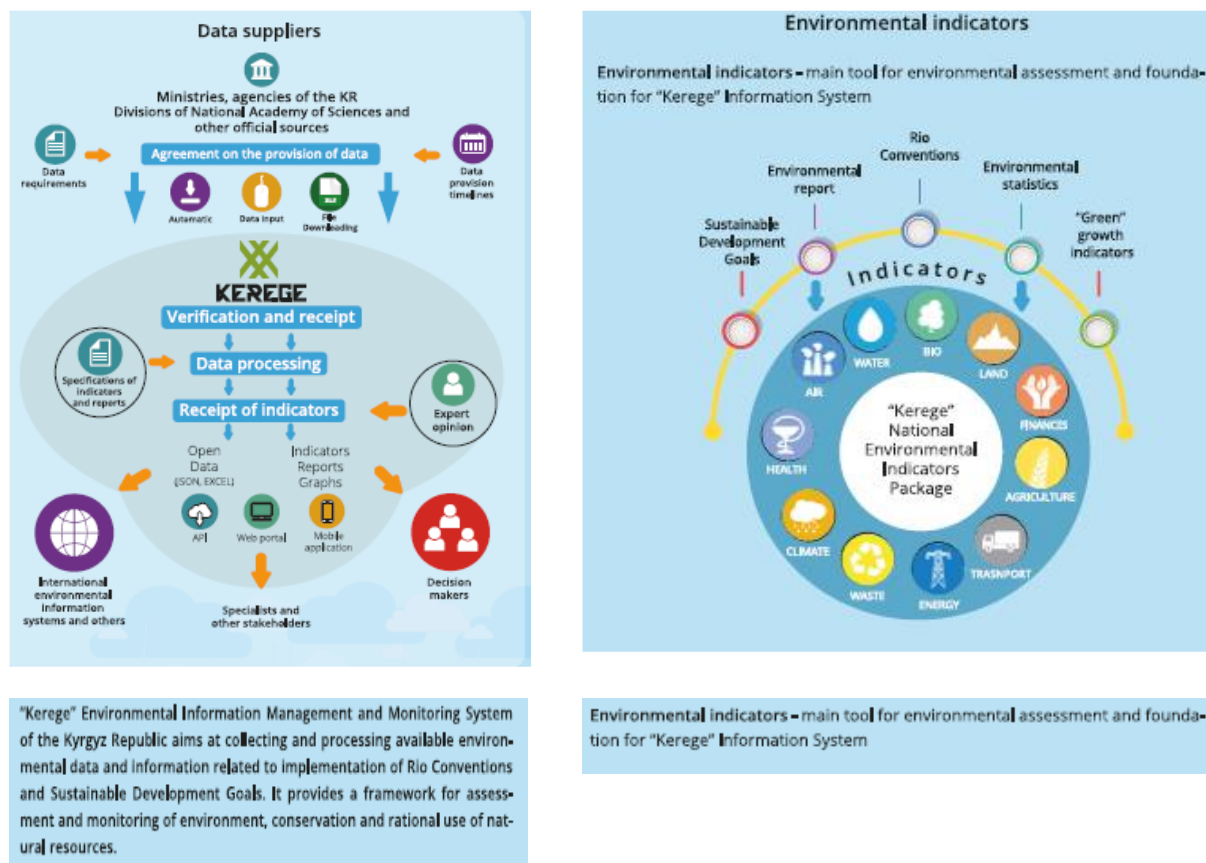 Data suppliers
Ministries, agencies of the KR
Divisions of National Academy of Sciences and
other official sources
Data
requirements
Agreement on the provision of data
Data
provision
timelines
Automatic
Data input
XLS
File
Downloading
KEREGE
Verification and receipt
Data processing
Specifications of
indicators
and reports
Receipt of indicators
Expert
opinion
Open
Data
(JSON, EXCEL)
Indicators
Reports
Graphs
API
Web portal
Mobile
application
International
environmental
information
systems and others
Decision
makers
Specialists and
other stakeholders
"Kerege" Environmental Information Management and Monitoring System
of the Kyrgyz Republic aims at collecting and processing available environ-
mental data and information related to implementation of Rio Conventions
and Sustainable Development Goals. It provides a framework for assess-
ment and monitoring of environment, conservation and rational use of nat-
ural resources.
Environmental indicators
Environmental indicators – main tool for environmental assessment and founda-
tion for "Kerege" Information System
Rio
Conventions
Environmental
report
Environmental
statistics
Sustainable
Development
Goals
"Green"
growth
indicators
Indicators
WATER
BIO
LAND
AIR
FINANCES
HEALTH
AGRICULTURE
CLIMATE
TRASNPORT
WASTE
ENERGY
"Kerege"
National
Environmental
Indicators
Package
Environmental indicators – main tool for environmental assessment and founda-
tion for "Kerege" Information System